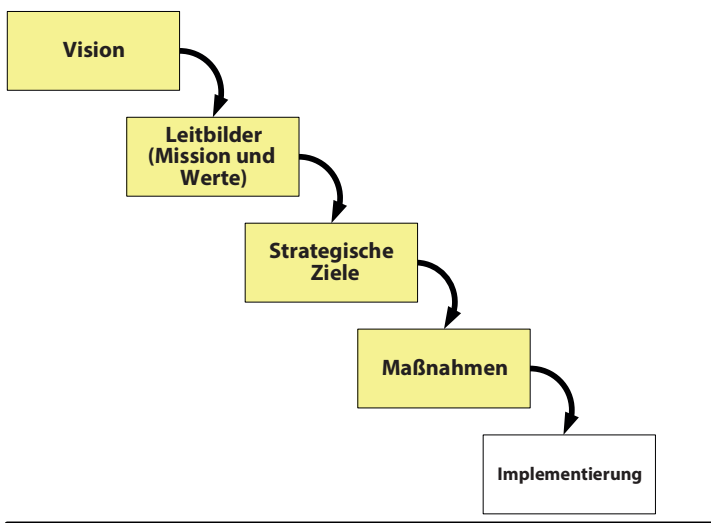 Vision
Leitbilder
(Mission und
Werte)
Strategische
Ziele
Maßnahmen
Implementierung